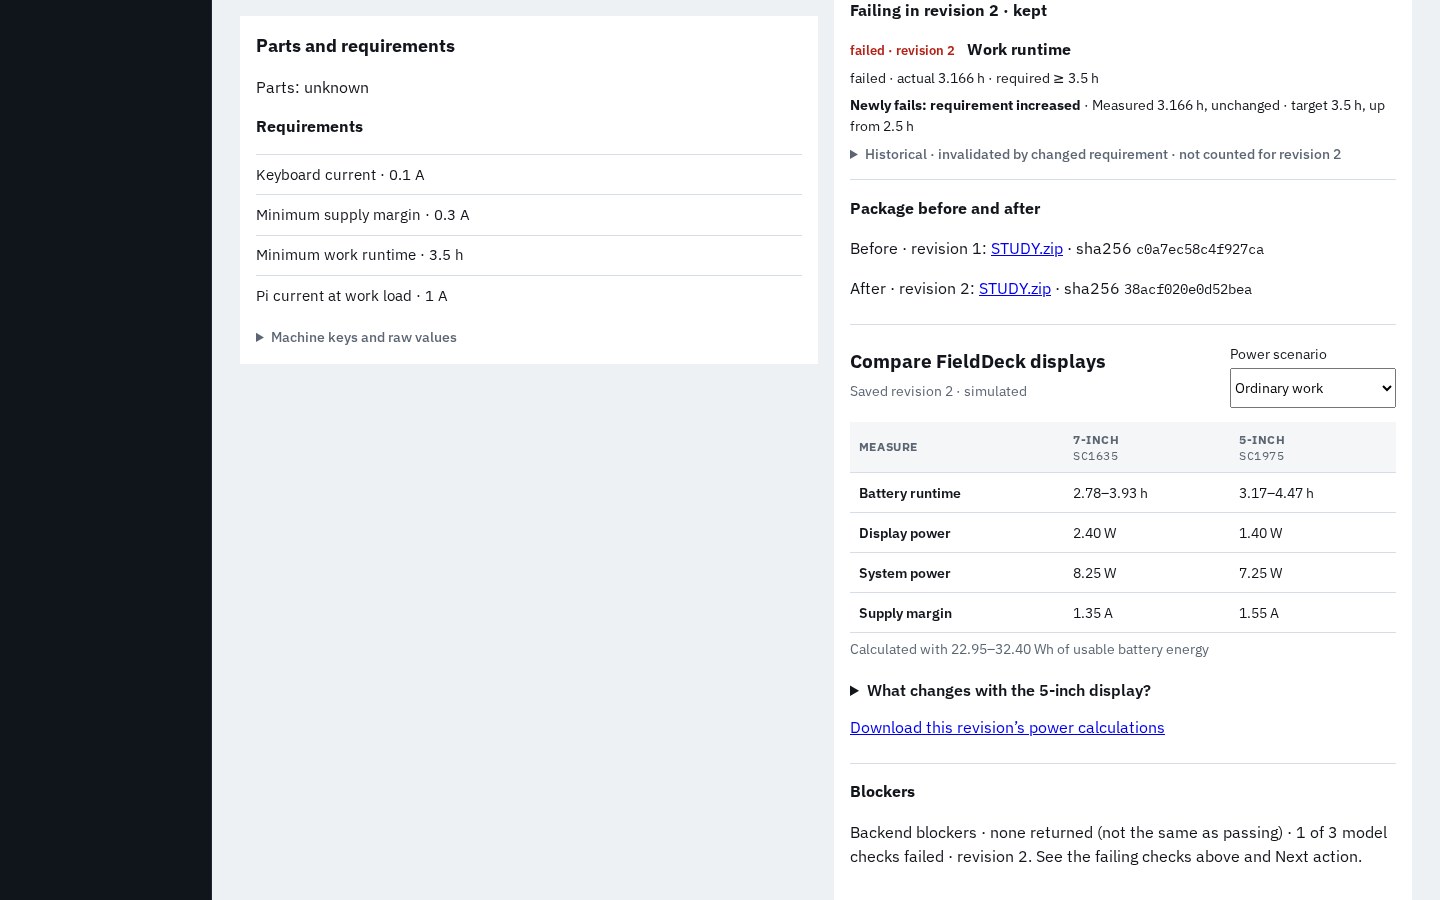 Parts and requirements
Parts: unknown
Requirements
Keyboard current · 0.1 A
Minimum supply margin · 0.3 A
Minimum work runtime · 3.5 h
Pi current at work load · 1 A
▶ Machine keys and raw values
Failing in revision 2 · kept
failed · revision 2 Work runtime
failed · actual 3.166 h · required ≥ 3.5 h
Newly fails: requirement increased · Measured 3.166 h, unchanged · target 3.5 h, up
from 2.5 h
▶ Historical · invalidated by changed requirement · not counted for revision 2
Package before and after
Before · revision 1: STUDY.zip · sha256 c0a7ec58c4f927ca
After · revision 2: STUDY.zip · sha256 38acf020e0d52bea
Compare FieldDeck displays
Saved revision 2 · simulated
Power scenario
Ordinary work
MEASURE 7-INCH 5-INCH
SC1635 SC1975
Battery runtime 2.78–3.93 h 3.17–4.47 h
Display power 2.40 W 1.40 W
System power 8.25 W 7.25 W
Supply margin 1.35 A 1.55 A
Calculated with 22.95–32.40 Wh of usable battery energy
▶ What changes with the 5-inch display?
Download this revision’s power calculations
Blockers
Backend blockers · none returned (not the same as passing) · 1 of 3 model
checks failed · revision 2. See the failing checks above and Next action.